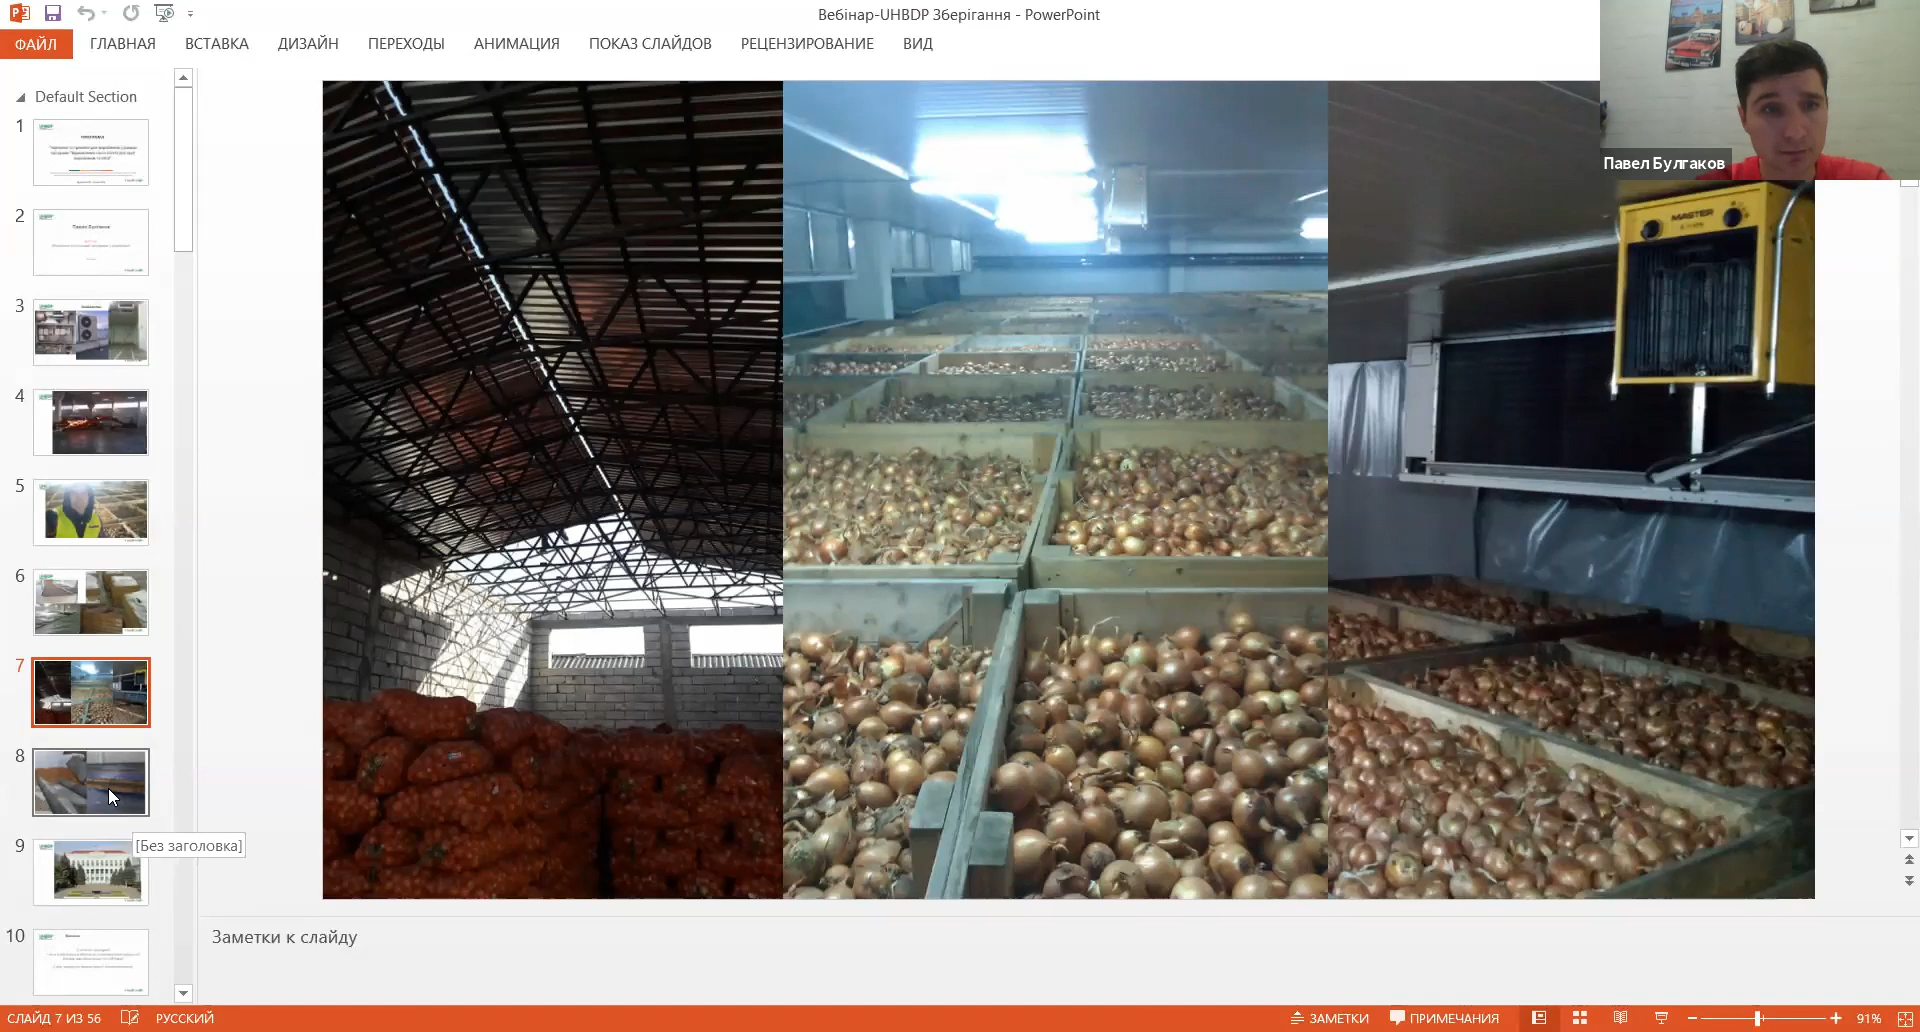 Вебінар-UHBDP Зберігання - PowerPoint
ФАЙЛ
ГЛАВНАЯ
ВСТАВКА
ДИЗАЙН
ПЕРЕХОДЫ
АНИМАЦИЯ
ПОКАЗ СЛАЙДОВ
РЕЦЕНЗИРОВАНИЕ
ВИД
Павел Булгаков
MASTER
Default Section
1
2
3
4
5
6
7
8
9
[Без заголовка]
10
Заметки к слайду
СЛАЙД 7 ИЗ 56
РУССКИЙ
ЗАМЕТКИ
ПРИМЕЧАНИЯ
91%